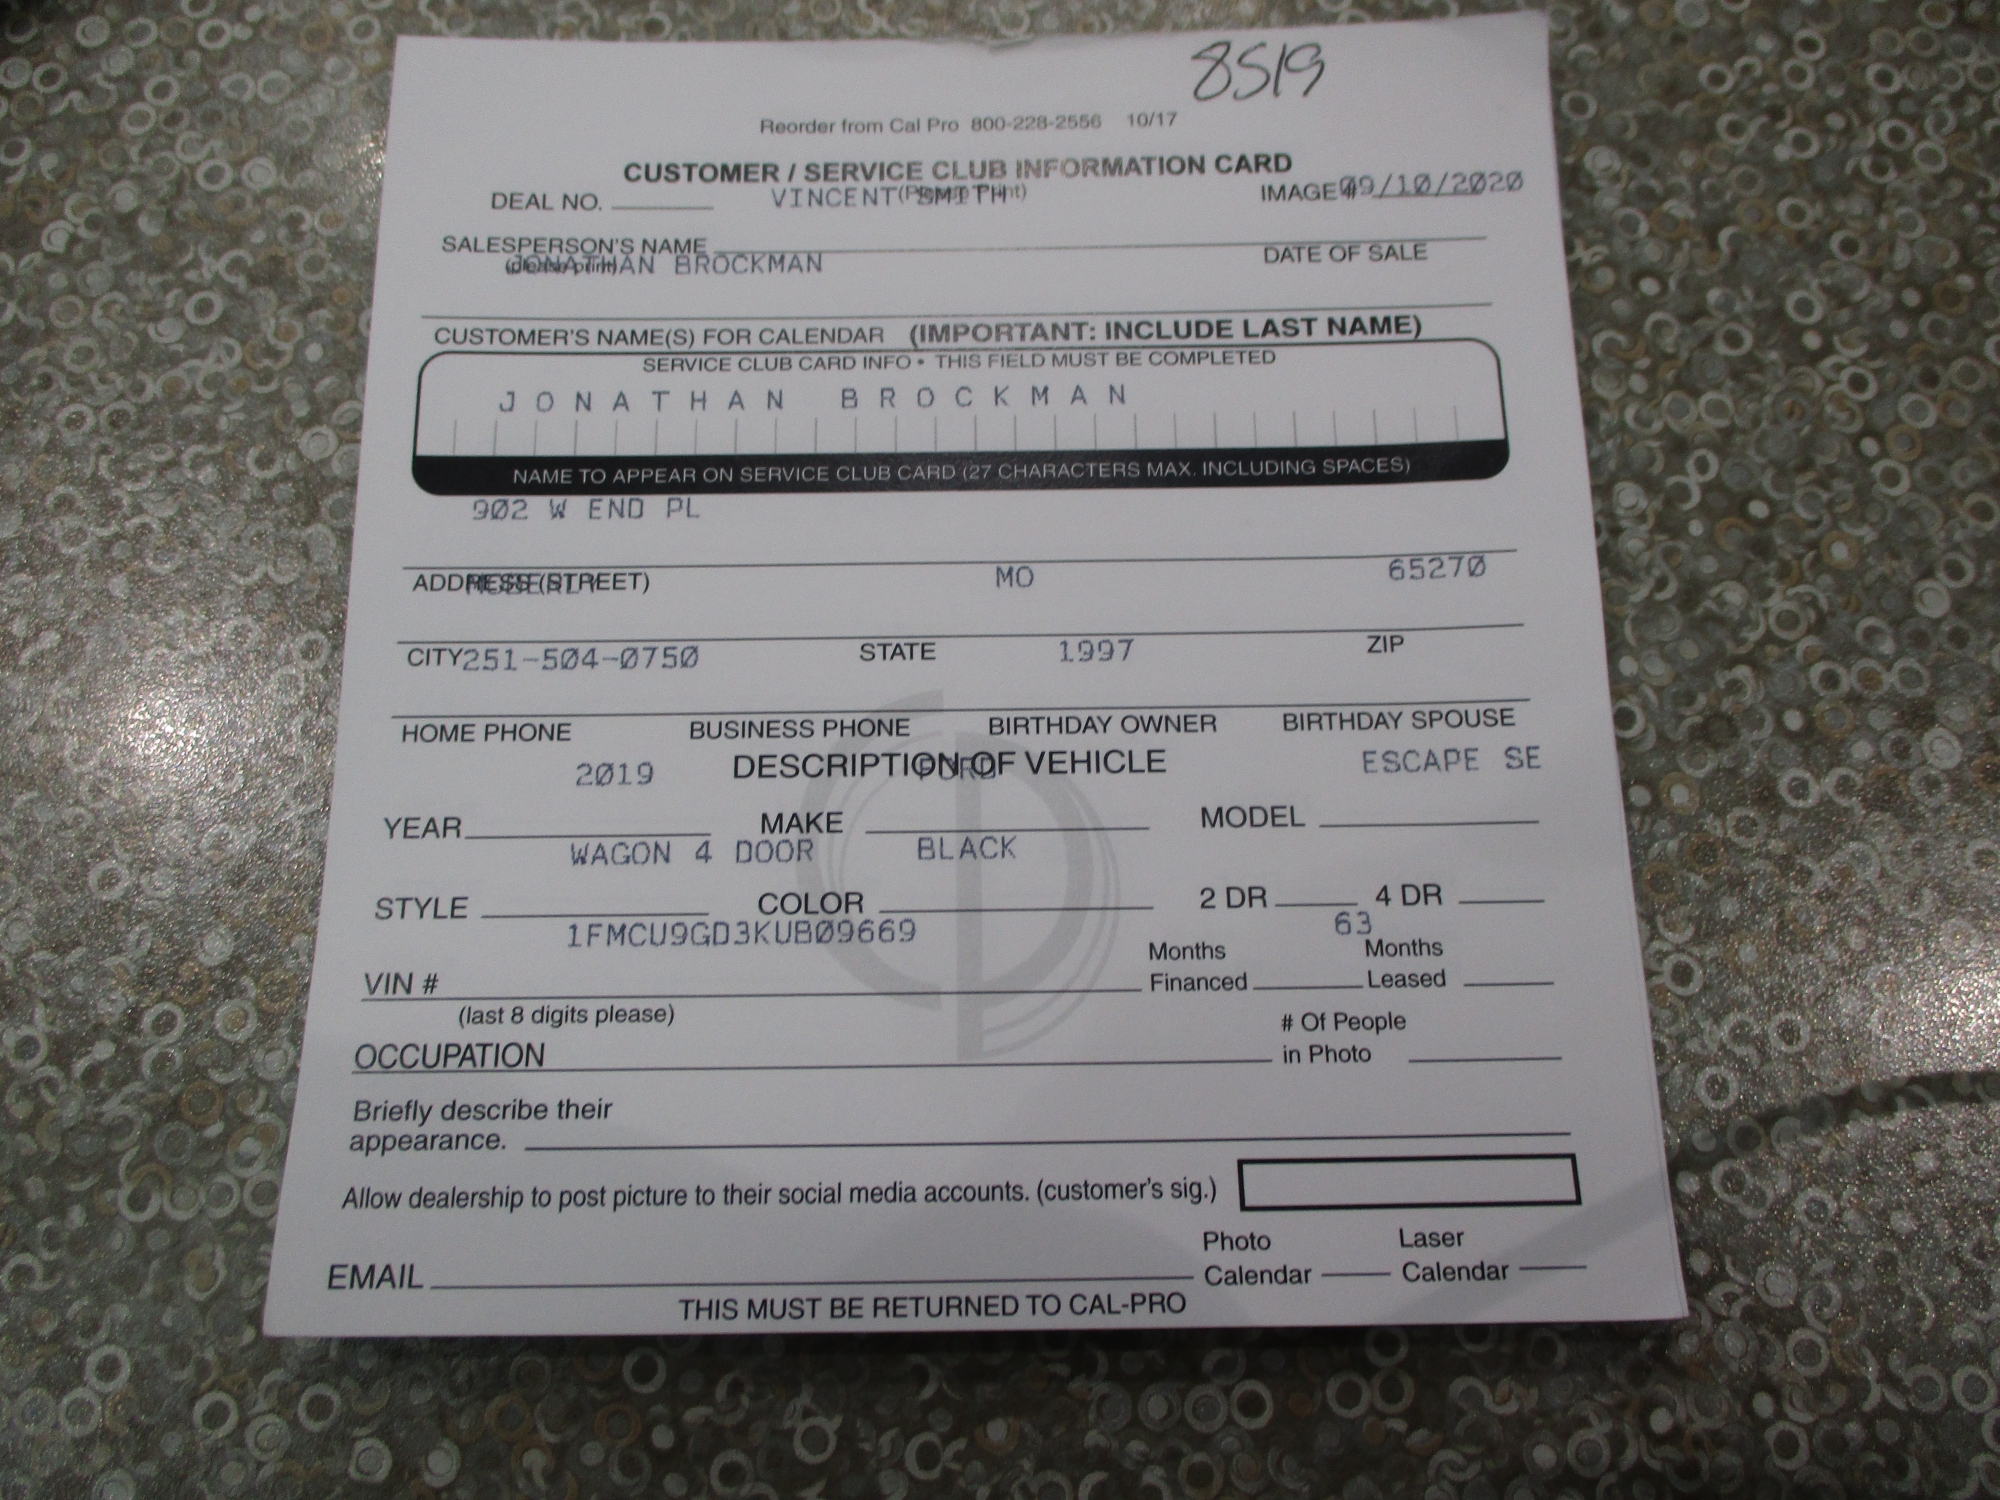 8519
Reorder from Cal Pro 800-228-2556 10/17
CUSTOMER / SERVICE CLUB INFORMATION CARD
DEAL NO. VINCENT SMITH (Please Print) IMAGE # 09/10/2020
SALESPERSON'S NAME DATE OF SALE
(please print) JONATHAN BROCKMAN
CUSTOMER'S NAME(S) FOR CALENDAR (IMPORTANT: INCLUDE LAST NAME)
SERVICE CLUB CARD INFO • THIS FIELD MUST BE COMPLETED
JONATHAN BROCKMAN
NAME TO APPEAR ON SERVICE CLUB CARD (27 CHARACTERS MAX. INCLUDING SPACES)
902 W END PL
ADDRESS (STREET) MOBERLY MO 65270
CITY 251-504-0750 STATE 1997 ZIP
HOME PHONE BUSINESS PHONE BIRTHDAY OWNER BIRTHDAY SPOUSE
2019 DESCRIPTION OF VEHICLE FORD ESCAPE SE
YEAR MAKE MODEL
WAGON 4 DOOR BLACK
STYLE COLOR 2 DR 4 DR
1FMCU9GD3KUB09669 63
Months Months
VIN # Financed Leased
(last 8 digits please) # Of People
OCCUPATION in Photo
Briefly describe their
appearance.
Allow dealership to post picture to their social media accounts. (customer's sig.)
Photo Laser
EMAIL Calendar Calendar
THIS MUST BE RETURNED TO CAL-PRO